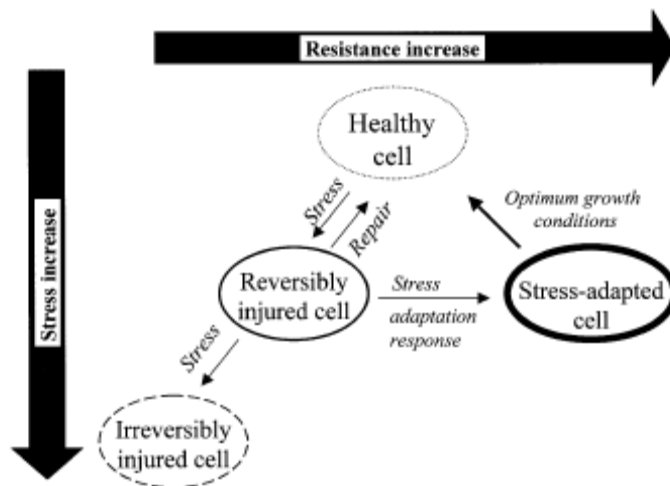 Resistance increase
Stress increase
Healthy
cell
Stress
Repair
Optimum growth
conditions
Reversibly
injured cell
Stress
adaptation
response
Stress-adapted
cell
Stress
Irreversibly
injured cell